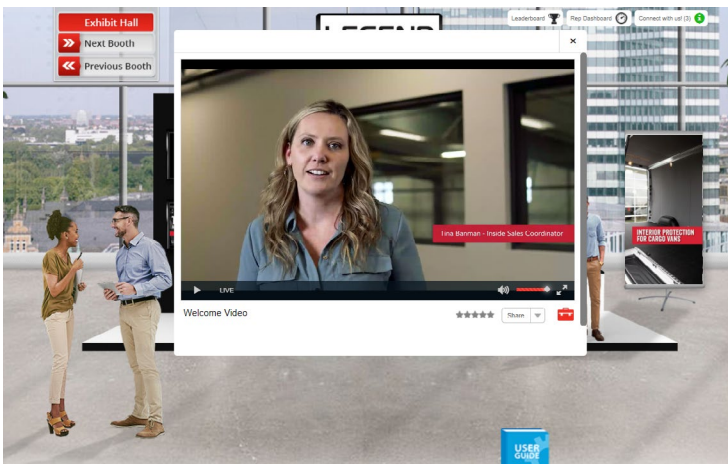 Exhibit Hall
Next Booth
Previous Booth
LEGEND
Leaderboard
Rep Dashboard
Connect with us! (3)
×
Tina Banman - Inside Sales Coordinator
INTERIOR PROTECTION
FOR CARGO VANS
LIVE
Welcome Video
Share
USER
GUIDE